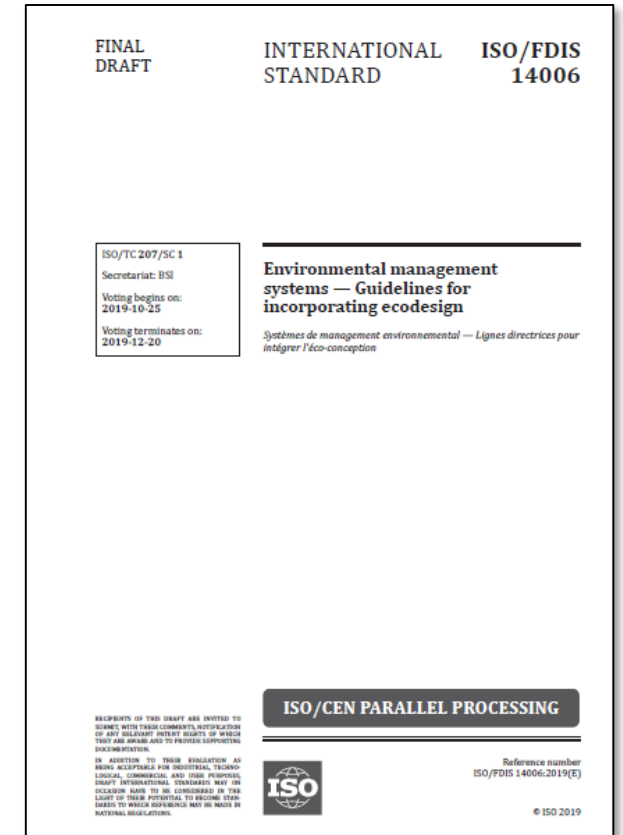 FINAL
DRAFT
INTERNATIONAL
STANDARD
ISO/FDIS
14006
ISO/TC 207/SC 1
Secretariat: BSI
Voting begins on:
2019-10-25
Voting terminates on:
2019-12-20
Environmental management
systems — Guidelines for
incorporating ecodesign
Systèmes de management environnemental — Lignes directrices pour
intégrer l'éco-conception
RECIPIENTS OF THIS DRAFT ARE INVITED TO
SUBMIT, WITH THEIR COMMENTS, NOTIFICATION
OF ANY RELEVANT PATENT RIGHTS OF WHICH
THEY ARE AWARE AND TO PROVIDE SUPPORTING
DOCUMENTATION.
IN ADDITION TO THEIR EVALUATION AS
BEING ACCEPTABLE FOR INDUSTRIAL, TECHNO-
LOGICAL, COMMERCIAL AND USER PURPOSES,
DRAFT INTERNATIONAL STANDARDS MAY ON
OCCASION HAVE TO BE CONSIDERED IN THE
LIGHT OF THEIR POTENTIAL TO BECOME STAN-
DARDS TO WHICH REFERENCE MAY BE MADE IN
NATIONAL REGULATIONS.
ISO/CEN PARALLEL PROCESSING
ISO
Reference number
ISO/FDIS 14006:2019(E)
© ISO 2019